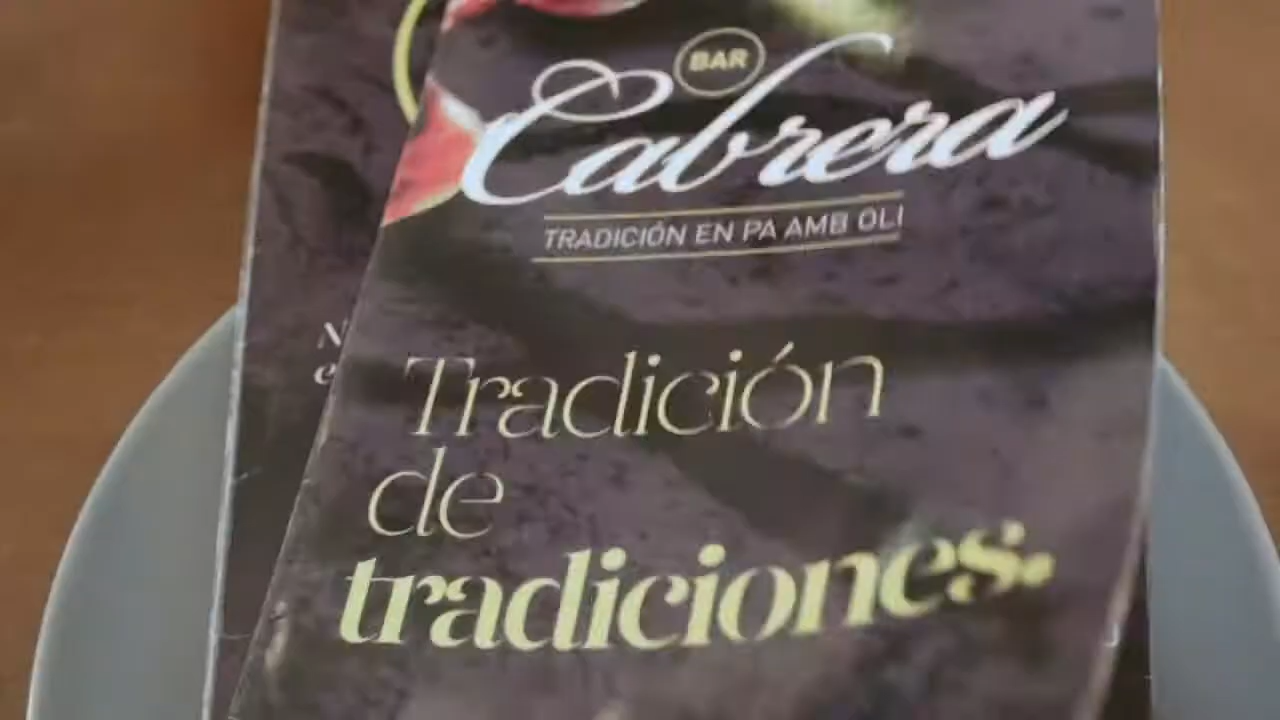 BAR
Cabrera
TRADICIÓN EN PA AMB OLI
Tradición
de
tradiciones.